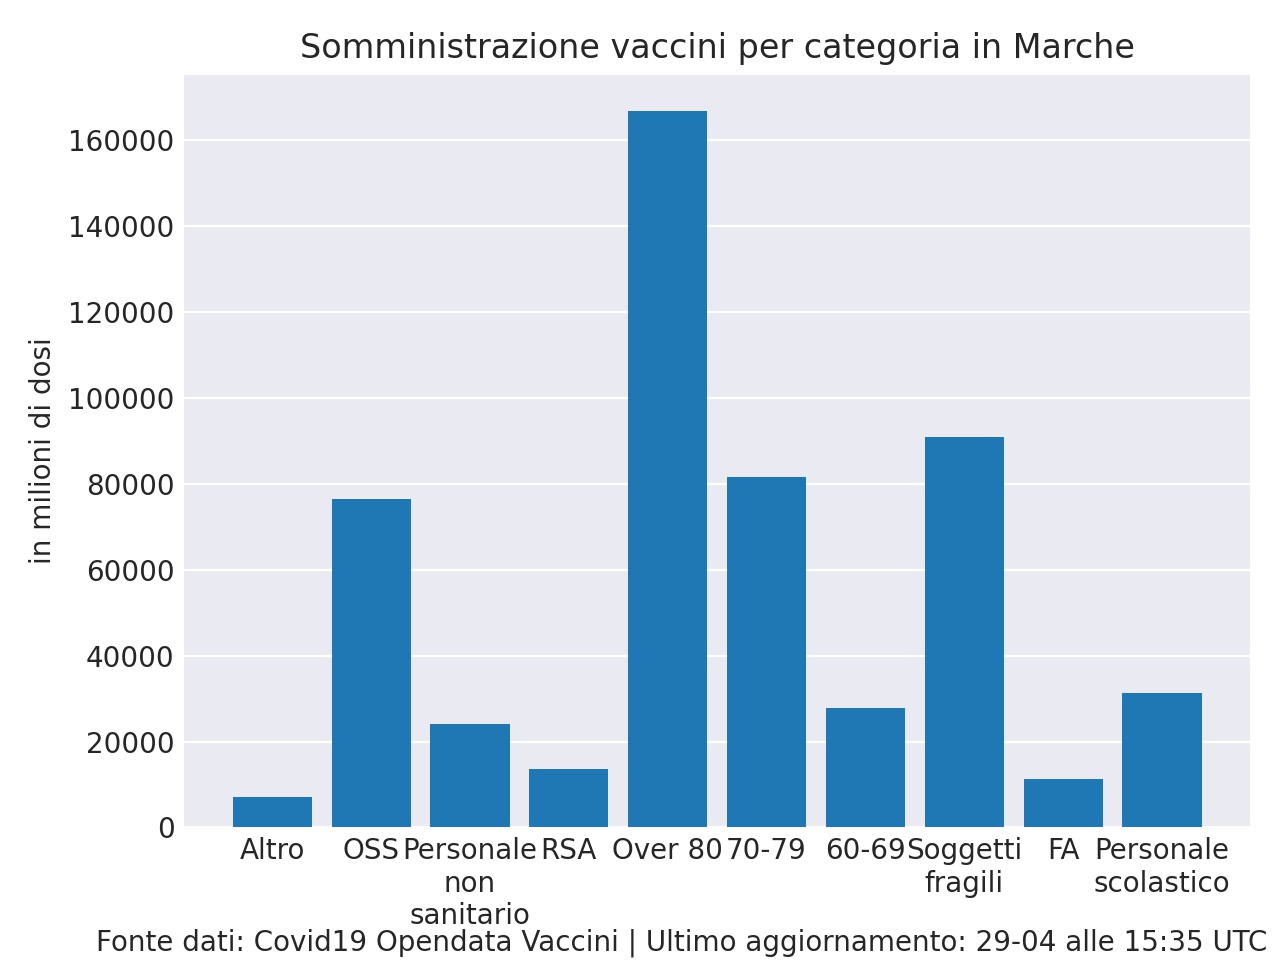 Somministrazione vaccini per categoria in Marche
in milioni di dosi
160000
140000
120000
100000
80000
60000
40000
20000
0
Altro
OSS
Personale
non
sanitario
RSA
Over 80
70-79
60-69
Soggetti
fragili
FA
Personale
scolastico
Fonte dati: Covid19 Opendata Vaccini | Ultimo aggiornamento: 29-04 alle 15:35 UTC